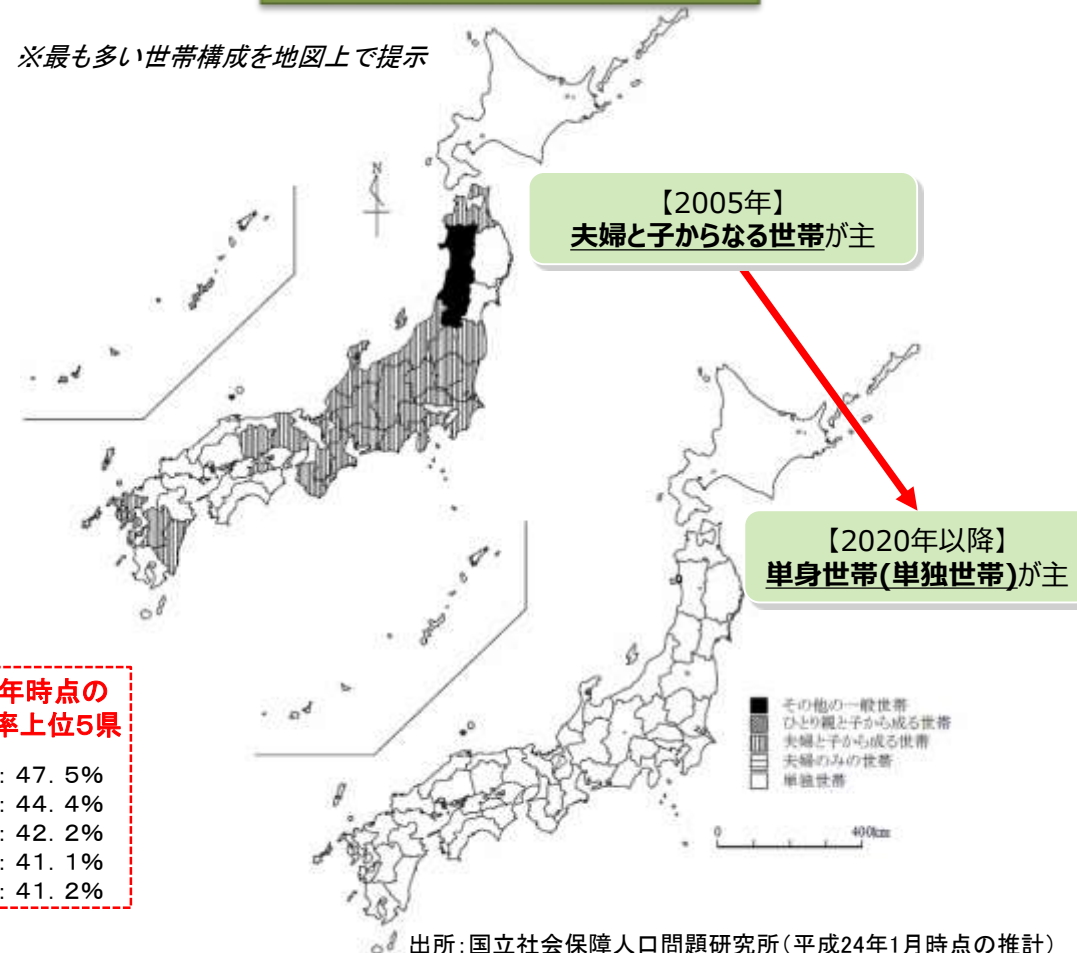 ※最も多い世帯構成を地図上で提示
N
【2005年】
夫婦と子からなる世帯が主
【2020年以降】
単身世帯(単独世帯)が主
年時点の
率上位5県
: 47. 5%
: 44. 4%
: 42. 2%
: 41. 1%
: 41. 2%
その他の一般世帯
ひとり親と子から成る世帯
夫婦と子から成る世帯
夫婦のみの世帯
単独世帯
0 400km
出所:国立社会保障人口問題研究所(平成24年1月時点の推計)